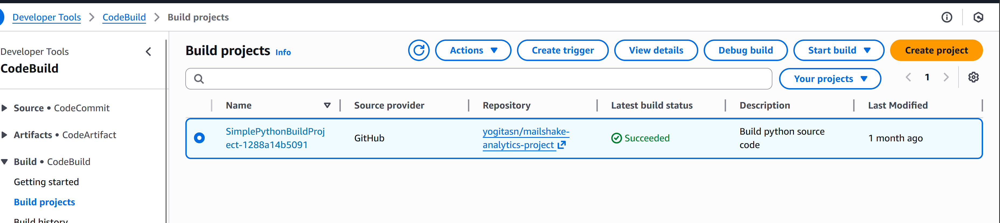 Developer Tools > CodeBuild > Build projects
Developer Tools
CodeBuild
Source • CodeCommit
Artifacts • CodeArtifact
Build • CodeBuild
Getting started
Build projects
Build history
Build projects Info
Actions
Create trigger
View details
Debug build
Start build
Create project
Your projects
1
Name
Source provider
Repository
Latest build status
Description
Last Modified
SimplePythonBuildProj
ect-1288a14b5091
GitHub
yogitasn/mailshake-
analytics-project
Succeeded
Build python source
code
1 month ago